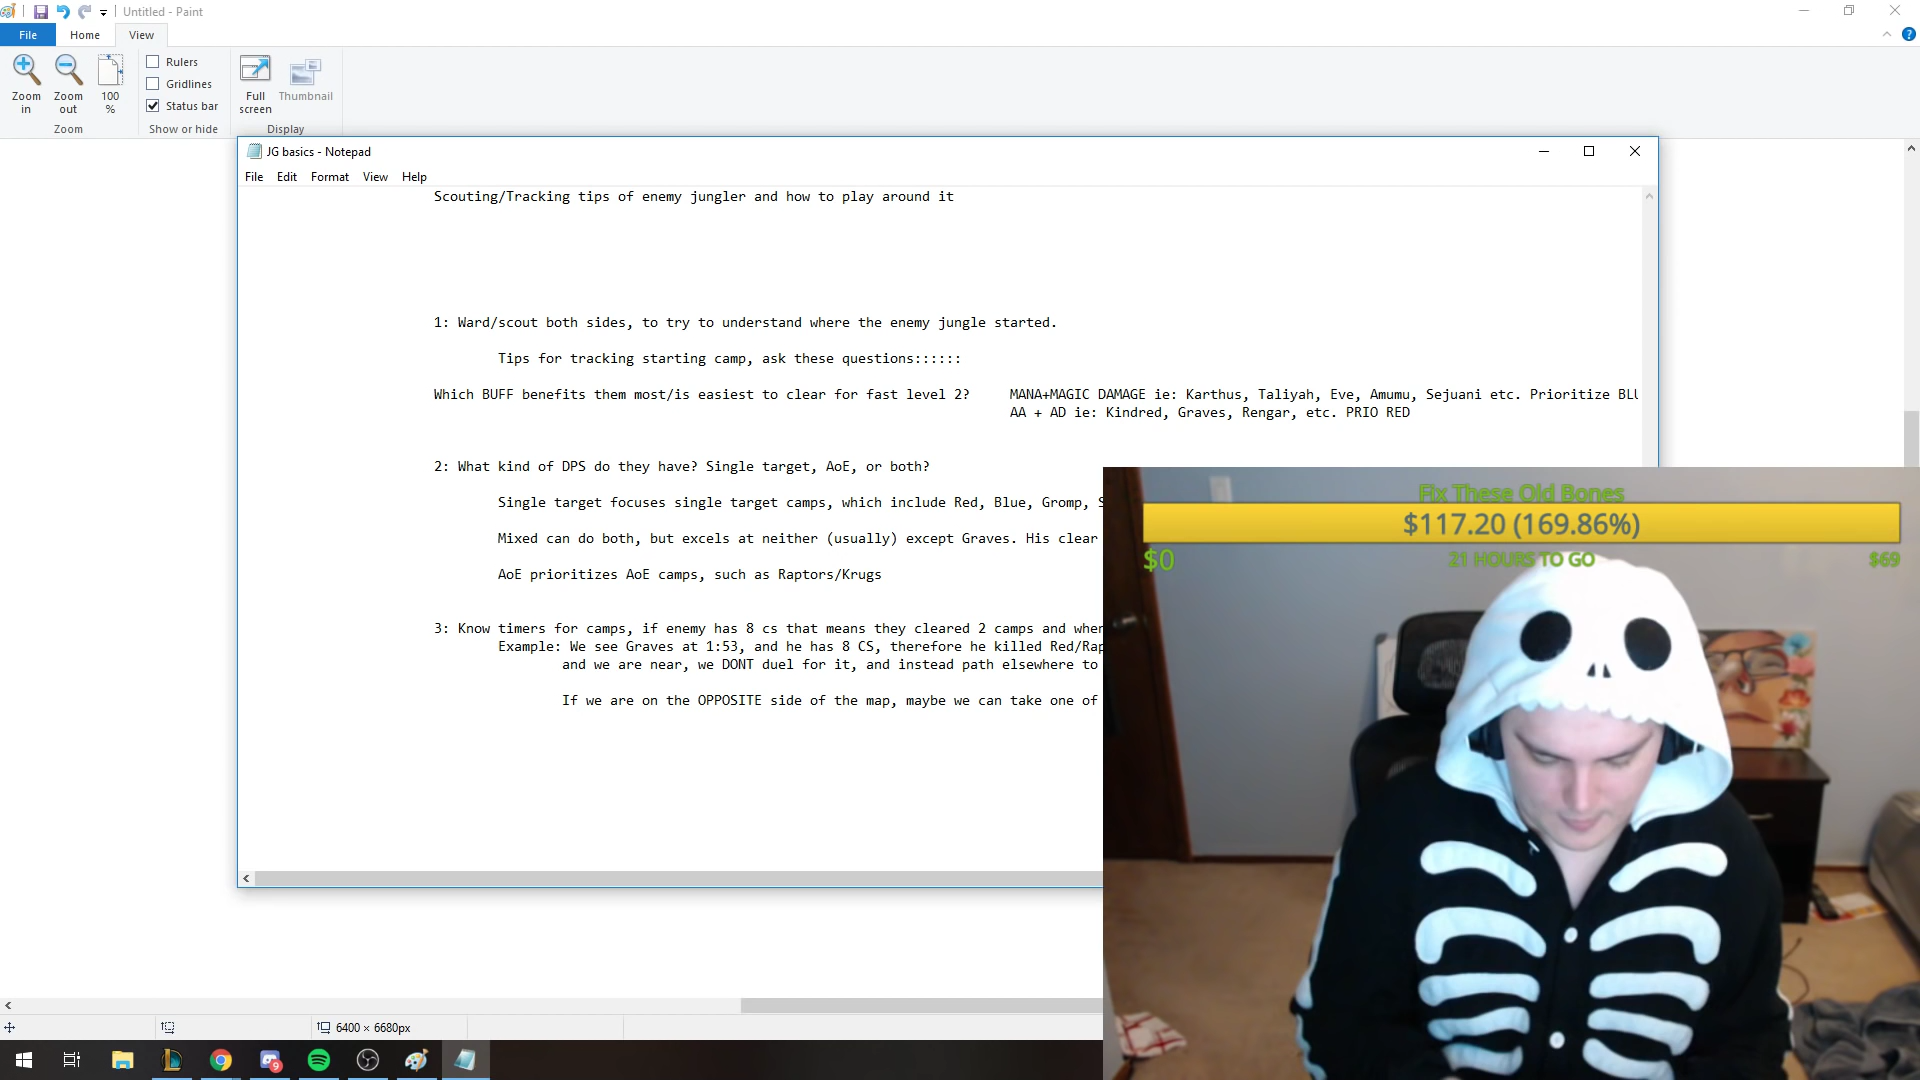 Untitled - Paint
File
Home
View
Zoom in
Zoom out
100 %
Rulers
Gridlines
Status bar
Full screen
Thumbnail
Zoom
Show or hide
Display
JG basics - Notepad
File
Edit
Format
View
Help
Scouting/Tracking tips of enemy jungler and how to play around it
1: Ward/scout both sides, to try to understand where the enemy jungle started.
Tips for tracking starting camp, ask these questions::::::
Which BUFF benefits them most/is easiest to clear for fast level 2? MANA+MAGIC DAMAGE ie: Karthus, Taliyah, Eve, Amumu, Sejuani etc. Prioritize BLU
AA + AD ie: Kindred, Graves, Rengar, etc. PRIO RED
2: What kind of DPS do they have? Single target, AoE, or both?
Single target focuses single target camps, which include Red, Blue, Gromp, S
Mixed can do both, but excels at neither (usually) except Graves. His clear
AoE prioritizes AoE camps, such as Raptors/Krugs
3: Know timers for camps, if enemy has 8 cs that means they cleared 2 camps and wher
Example: We see Graves at 1:53, and he has 8 CS, therefore he killed Red/Rap
and we are near, we DONT duel for it, and instead path elsewhere to
If we are on the OPPOSITE side of the map, maybe we can take one of
Fix These Old Bones
$117.20 (169.86%)
$0
21 HOURS TO GO
$69
6400 × 6680px
9